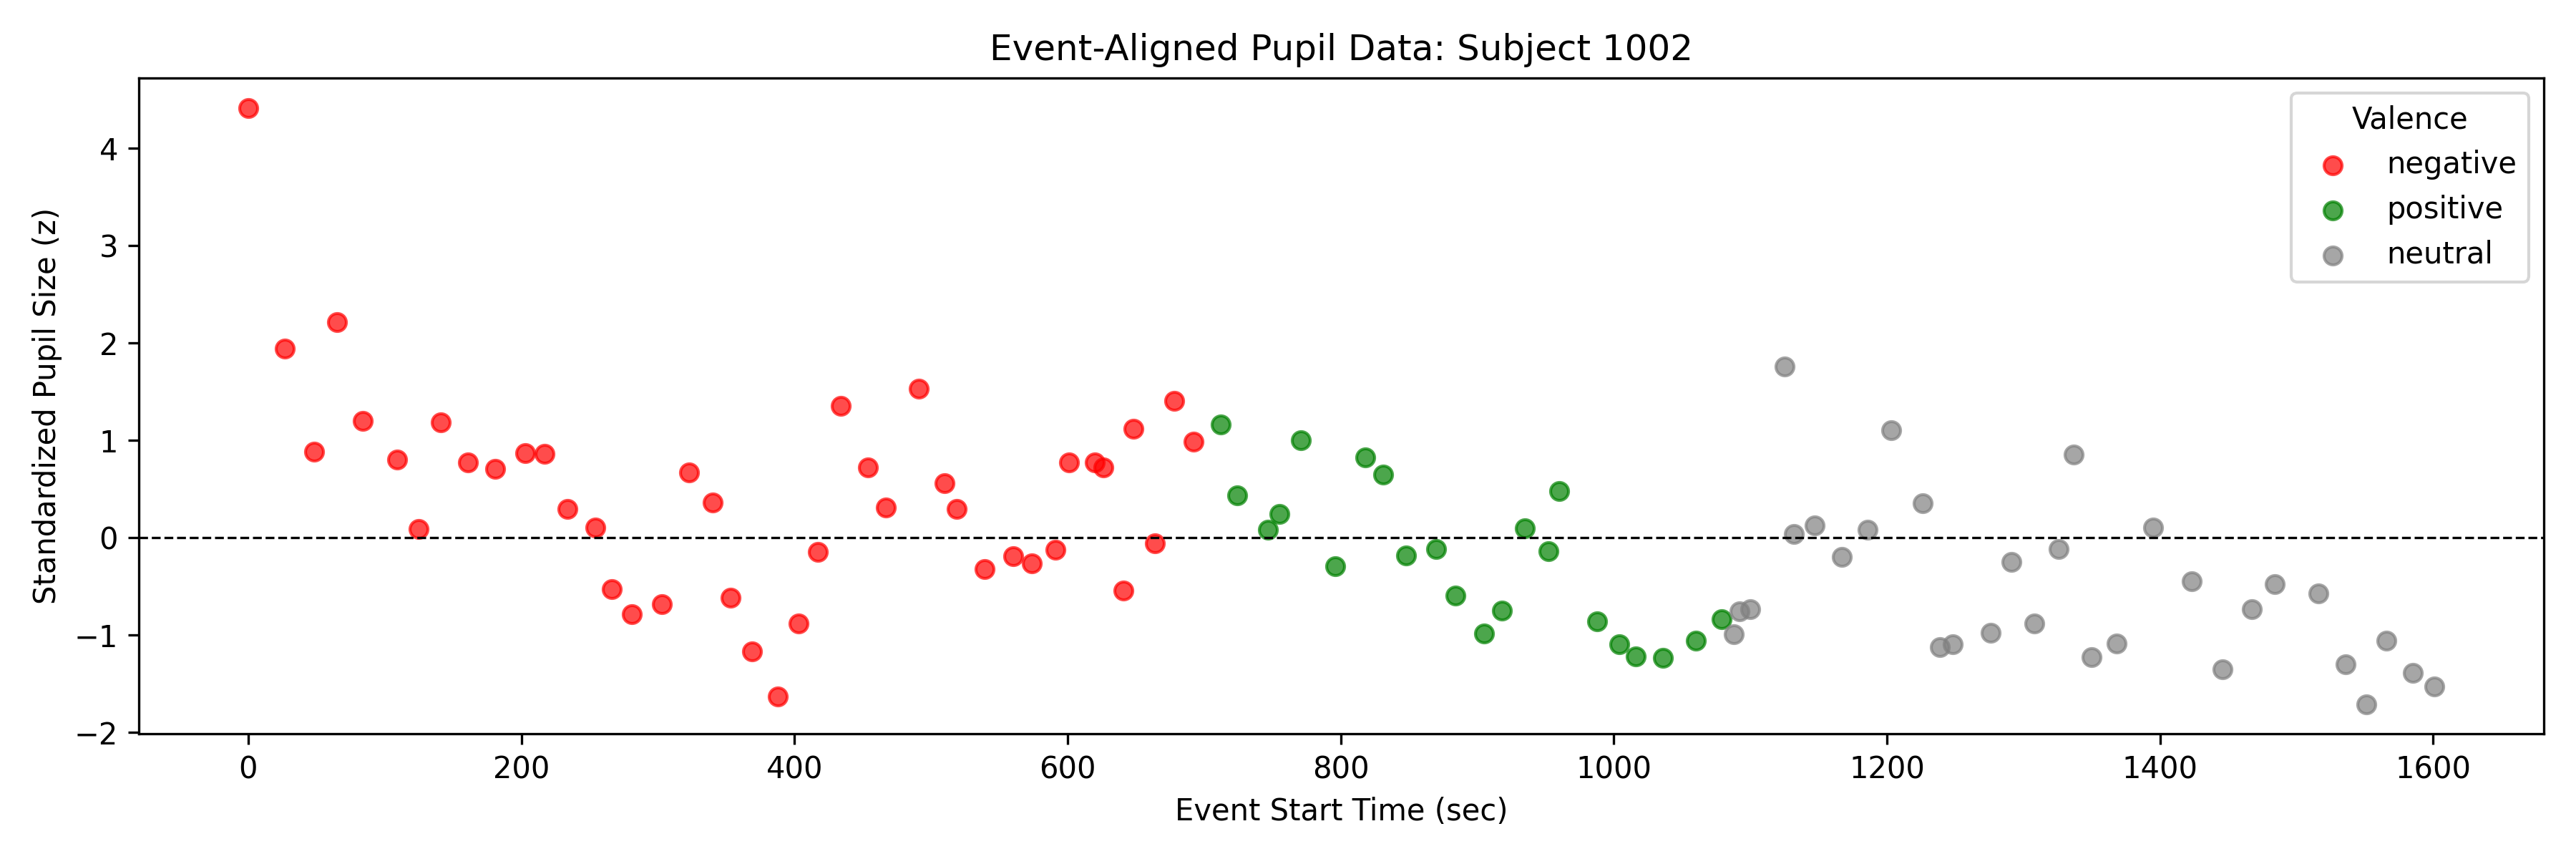 Event-Aligned Pupil Data: Subject 1002
Valence
negative
positive
neutral
Standardized Pupil Size (z)
4
3
2
1
0
−1
−2
0 200 400 600 800 1000 1200 1400 1600
Event Start Time (sec)